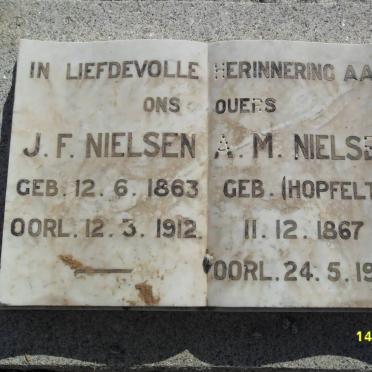 IN LIEFDEVOLLE HERINNERING AA
ONS OUERS
J. F. NIELSEN A. M. NIELSE
GEB. 12. 6. 1863 GEB. (HOPFELT
OORL. 12. 3. 1912. 11. 12. 1867
OORL. 24. 5. 19
14